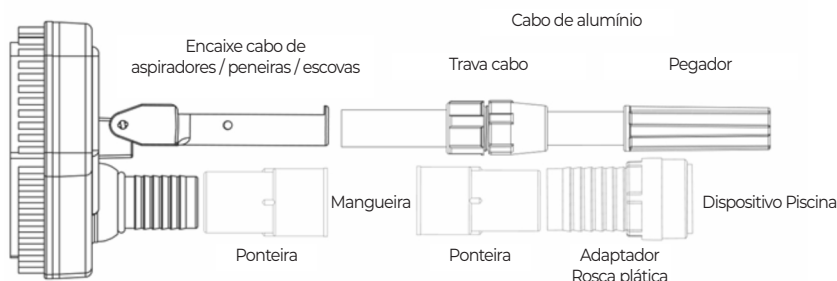 Cabo de alumínio
Encaixe cabo de
aspiradores / peneiras / escovas
Trava cabo
Pegador
Mangueira
Dispositivo Piscina
Ponteira
Ponteira
Adaptador
Rosca plática